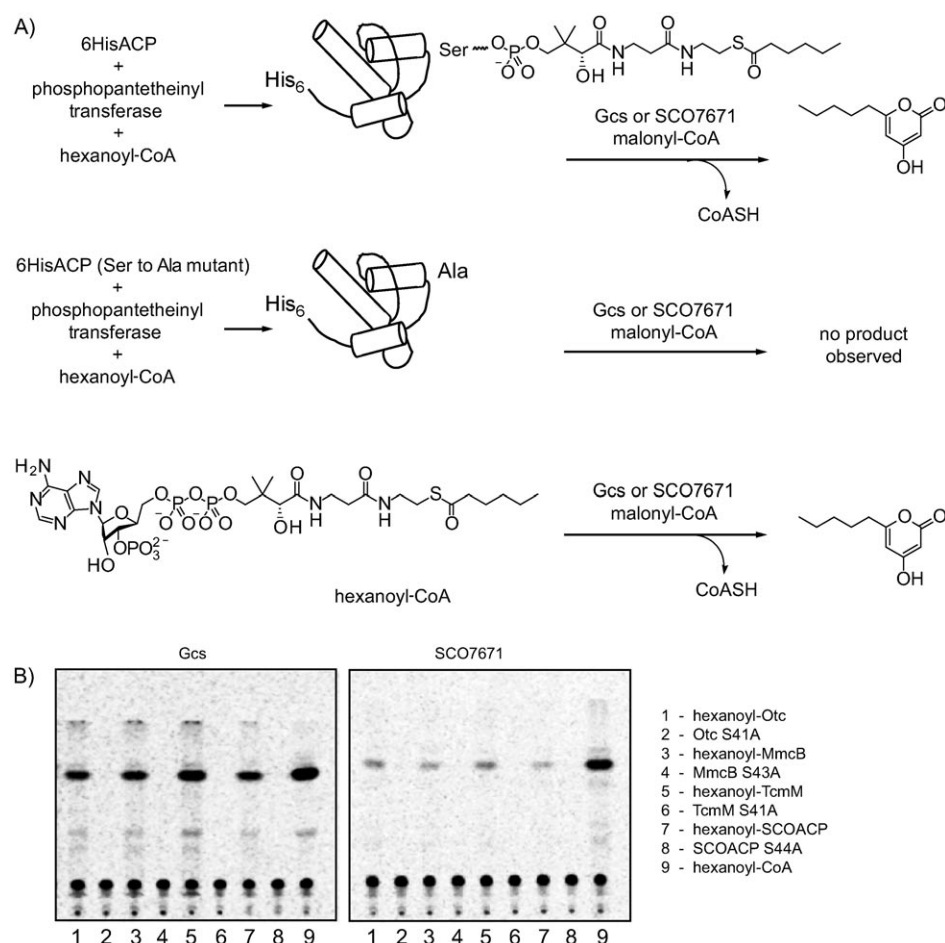 A)
6HisACP
+
phosphopantetheinyl
transferase
+
hexanoyl-CoA
His6
Ser
O
P
O⁻
O
OH
O
N
H
O
N
H
S
O
Gcs or SCO7671
malonyl-CoA
CoASH
O
O
OH
6HisACP (Ser to Ala mutant)
+
phosphopantetheinyl
transferase
+
hexanoyl-CoA
His6
Ala
Gcs or SCO7671
malonyl-CoA
no product
observed
NH2
N
N
N
N
O
HO
OPO3²⁻
O
O
P
O⁻
O
O
P
O⁻
O
OH
O
N
H
O
N
H
S
O
hexanoyl-CoA
Gcs or SCO7671
malonyl-CoA
CoASH
O
O
OH
B)
Gcs
SCO7671
1 2 3 4 5 6 7 8 9
1 2 3 4 5 6 7 8 9
1 - hexanoyl-Otc
2 - Otc S41A
3 - hexanoyl-MmcB
4 - MmcB S43A
5 - hexanoyl-TcmM
6 - TcmM S41A
7 - hexanoyl-SCOACP
8 - SCOACP S44A
9 - hexanoyl-CoA